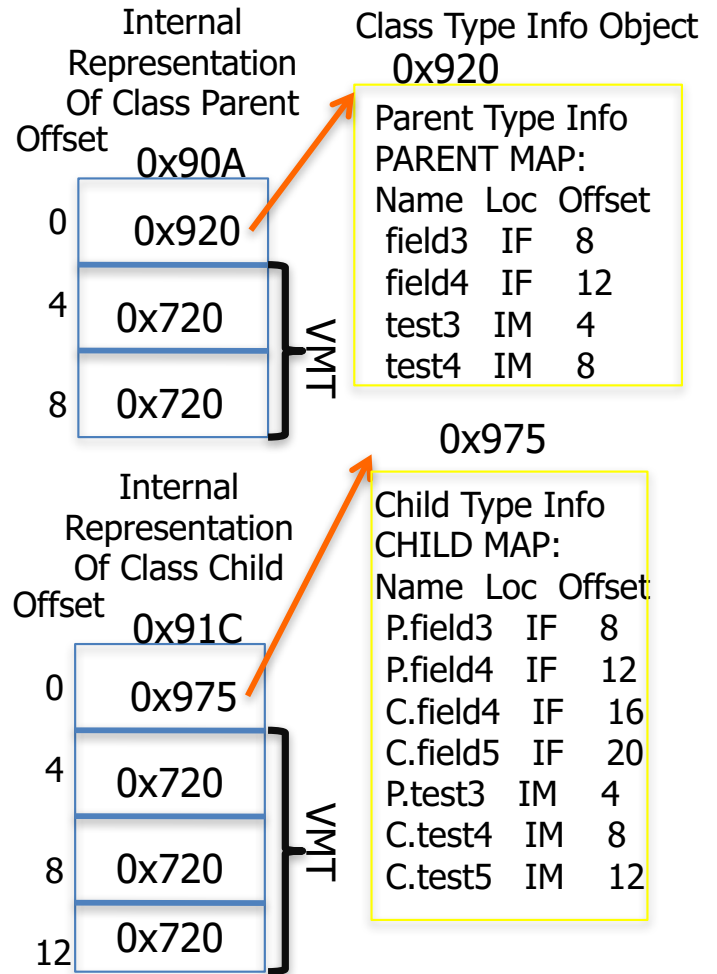 Internal
Representation
Of Class Parent
Offset
0x90A
0
0x920
4
0x720
8
0x720
VMT
Class Type Info Object
0x920
Parent Type Info
PARENT MAP:
Name Loc Offset
field3 IF 8
field4 IF 12
test3 IM 4
test4 IM 8
Internal
Representation
Of Class Child
Offset
0x91C
0
0x975
4
0x720
8
0x720
12
0x720
VMT
0x975
Child Type Info
CHILD MAP:
Name Loc Offset
P.field3 IF 8
P.field4 IF 12
C.field4 IF 16
C.field5 IF 20
P.test3 IM 4
C.test4 IM 8
C.test5 IM 12